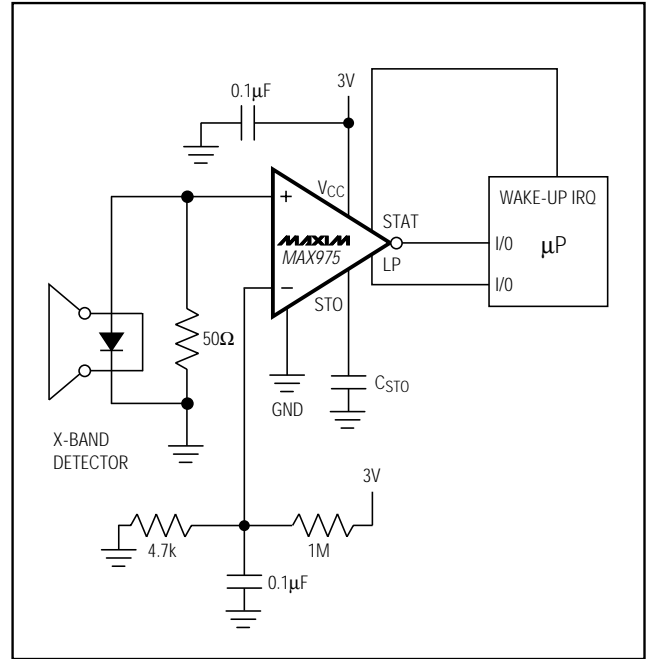 0.1µF
3V
VCC
+
STAT
WAKE-UP IRQ
MAXIM
MAX975
I/0
µP
LP
−
I/0
STO
50Ω
CSTO
GND
X-BAND
DETECTOR
3V
4.7k
1M
0.1µF